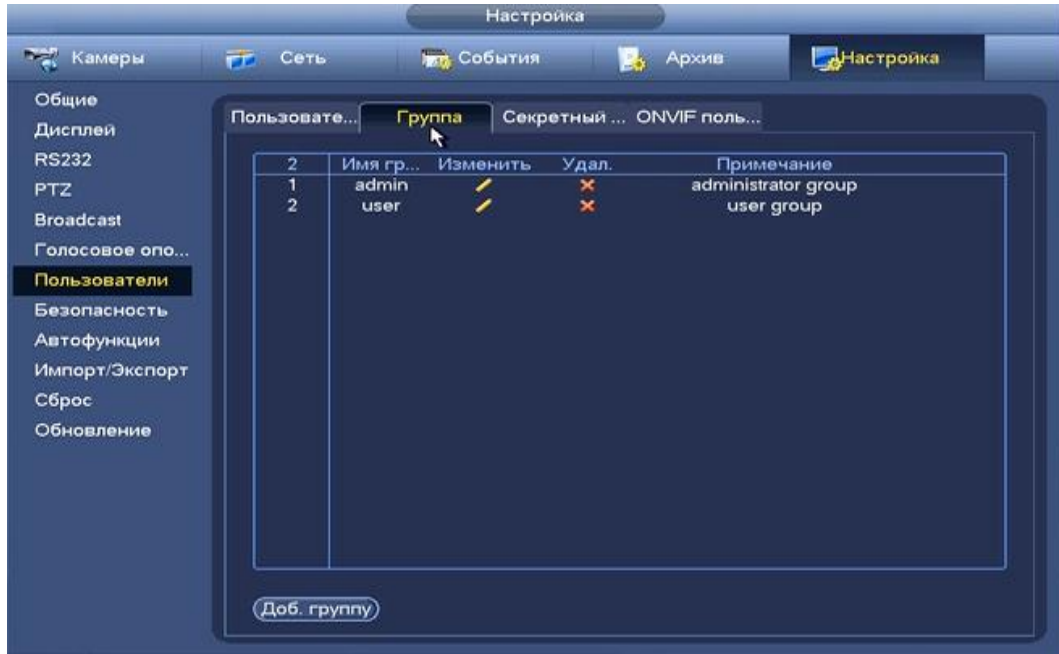 Настройка
Камеры Сеть События Архив Настройка
Общие
Дисплей
RS232
PTZ
Broadcast
Голосовое опо...
Пользователи
Безопасность
Автофункции
Импорт/Экспорт
Сброс
Обновление
Пользовате... Группа Секретный ... ONVIF поль...
2 Имя гр... Изменить Удал. Примечание
1 admin administrator group
2 user user group
Доб. группу